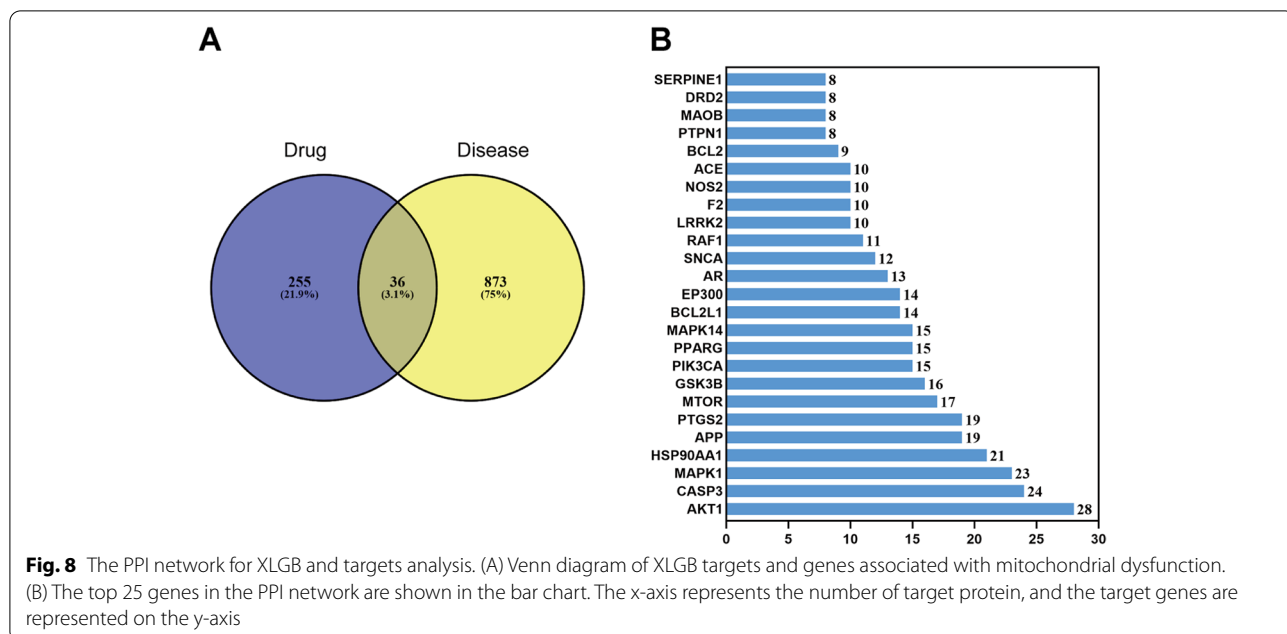 A
B
Drug
Disease
255
(21.9%)
36
(3.1%)
873
(75%)
SERPINE1 8
DRD2 8
MAOB 8
PTPN1 8
BCL2 9
ACE 10
NOS2 10
F2 10
LRRK2 10
RAF1 11
SNCA 12
AR 13
EP300 14
BCL2L1 14
MAPK14 15
PPARG 15
PIK3CA 15
GSK3B 16
MTOR 17
PTGS2 19
APP 19
HSP90AA1 21
MAPK1 23
CASP3 24
AKT1 28
0 5 10 15 20 25 30
Fig. 8 The PPI network for XLGB and targets analysis. (A) Venn diagram of XLGB targets and genes associated with mitochondrial dysfunction.
(B) The top 25 genes in the PPI network are shown in the bar chart. The x-axis represents the number of target protein, and the target genes are
represented on the y-axis